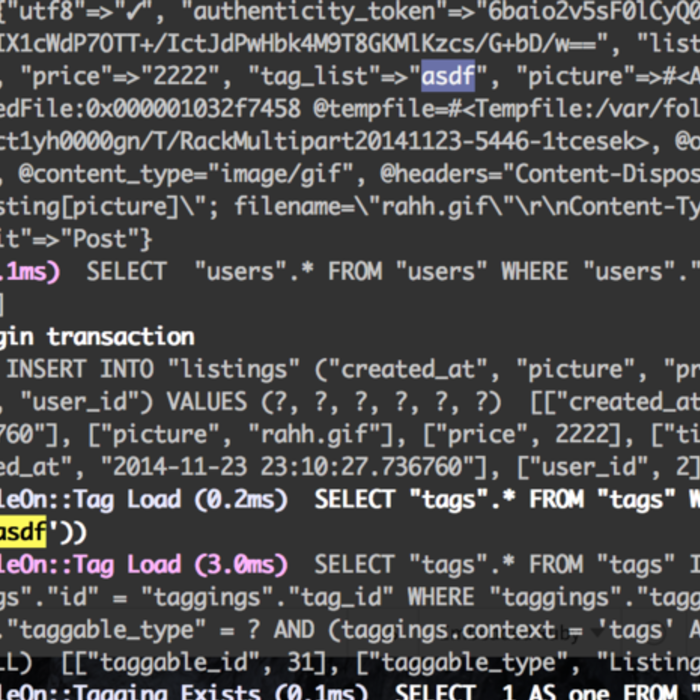 {"utf8"=>"✓", "authenticity_token"=>"6baio2v5sF0lCyQ0
IX1cWdP7OTT+/IctJdPwHbk4M9T8GKMlKzcs/G+bD/w==", "list
, "price"=>"2222", "tag_list"=>"asdf", "picture"=>#<A
edFile:0x000001032f7458 @tempfile=#<Tempfile:/var/fol
ct1yh0000gn/T/RackMultipart20141123-5446-1tcesek>, @o
, @content_type="image/gif", @headers="Content-Dispos
sting[picture]\"; filename=\"rahh.gif\"\r\nContent-Ty
it"=>"Post"}
.1ms)  SELECT  "users".* FROM "users" WHERE "users"."
]
gin transaction
INSERT INTO "listings" ("created_at", "picture", "pr
, "user_id") VALUES (?, ?, ?, ?, ?, ?)  [["created_at
760"], ["picture", "rahh.gif"], ["price", 2222], ["ti
ed_at", "2014-11-23 23:10:27.736760"], ["user_id", 2]
leOn::Tag Load (0.2ms)  SELECT "tags".* FROM "tags" W
asdf'))
leOn::Tag Load (3.0ms)  SELECT "tags".* FROM "tags" I
gs"."id" = "taggings"."tag_id" WHERE "taggings"."tagg
."taggable_type" = ? AND (taggings.context = 'tags' A
LL)  [["taggable_id", 31], ["taggable_type", "Listing
leOn::Tagging Exists (0.1ms)  SELECT  1 AS one FROM